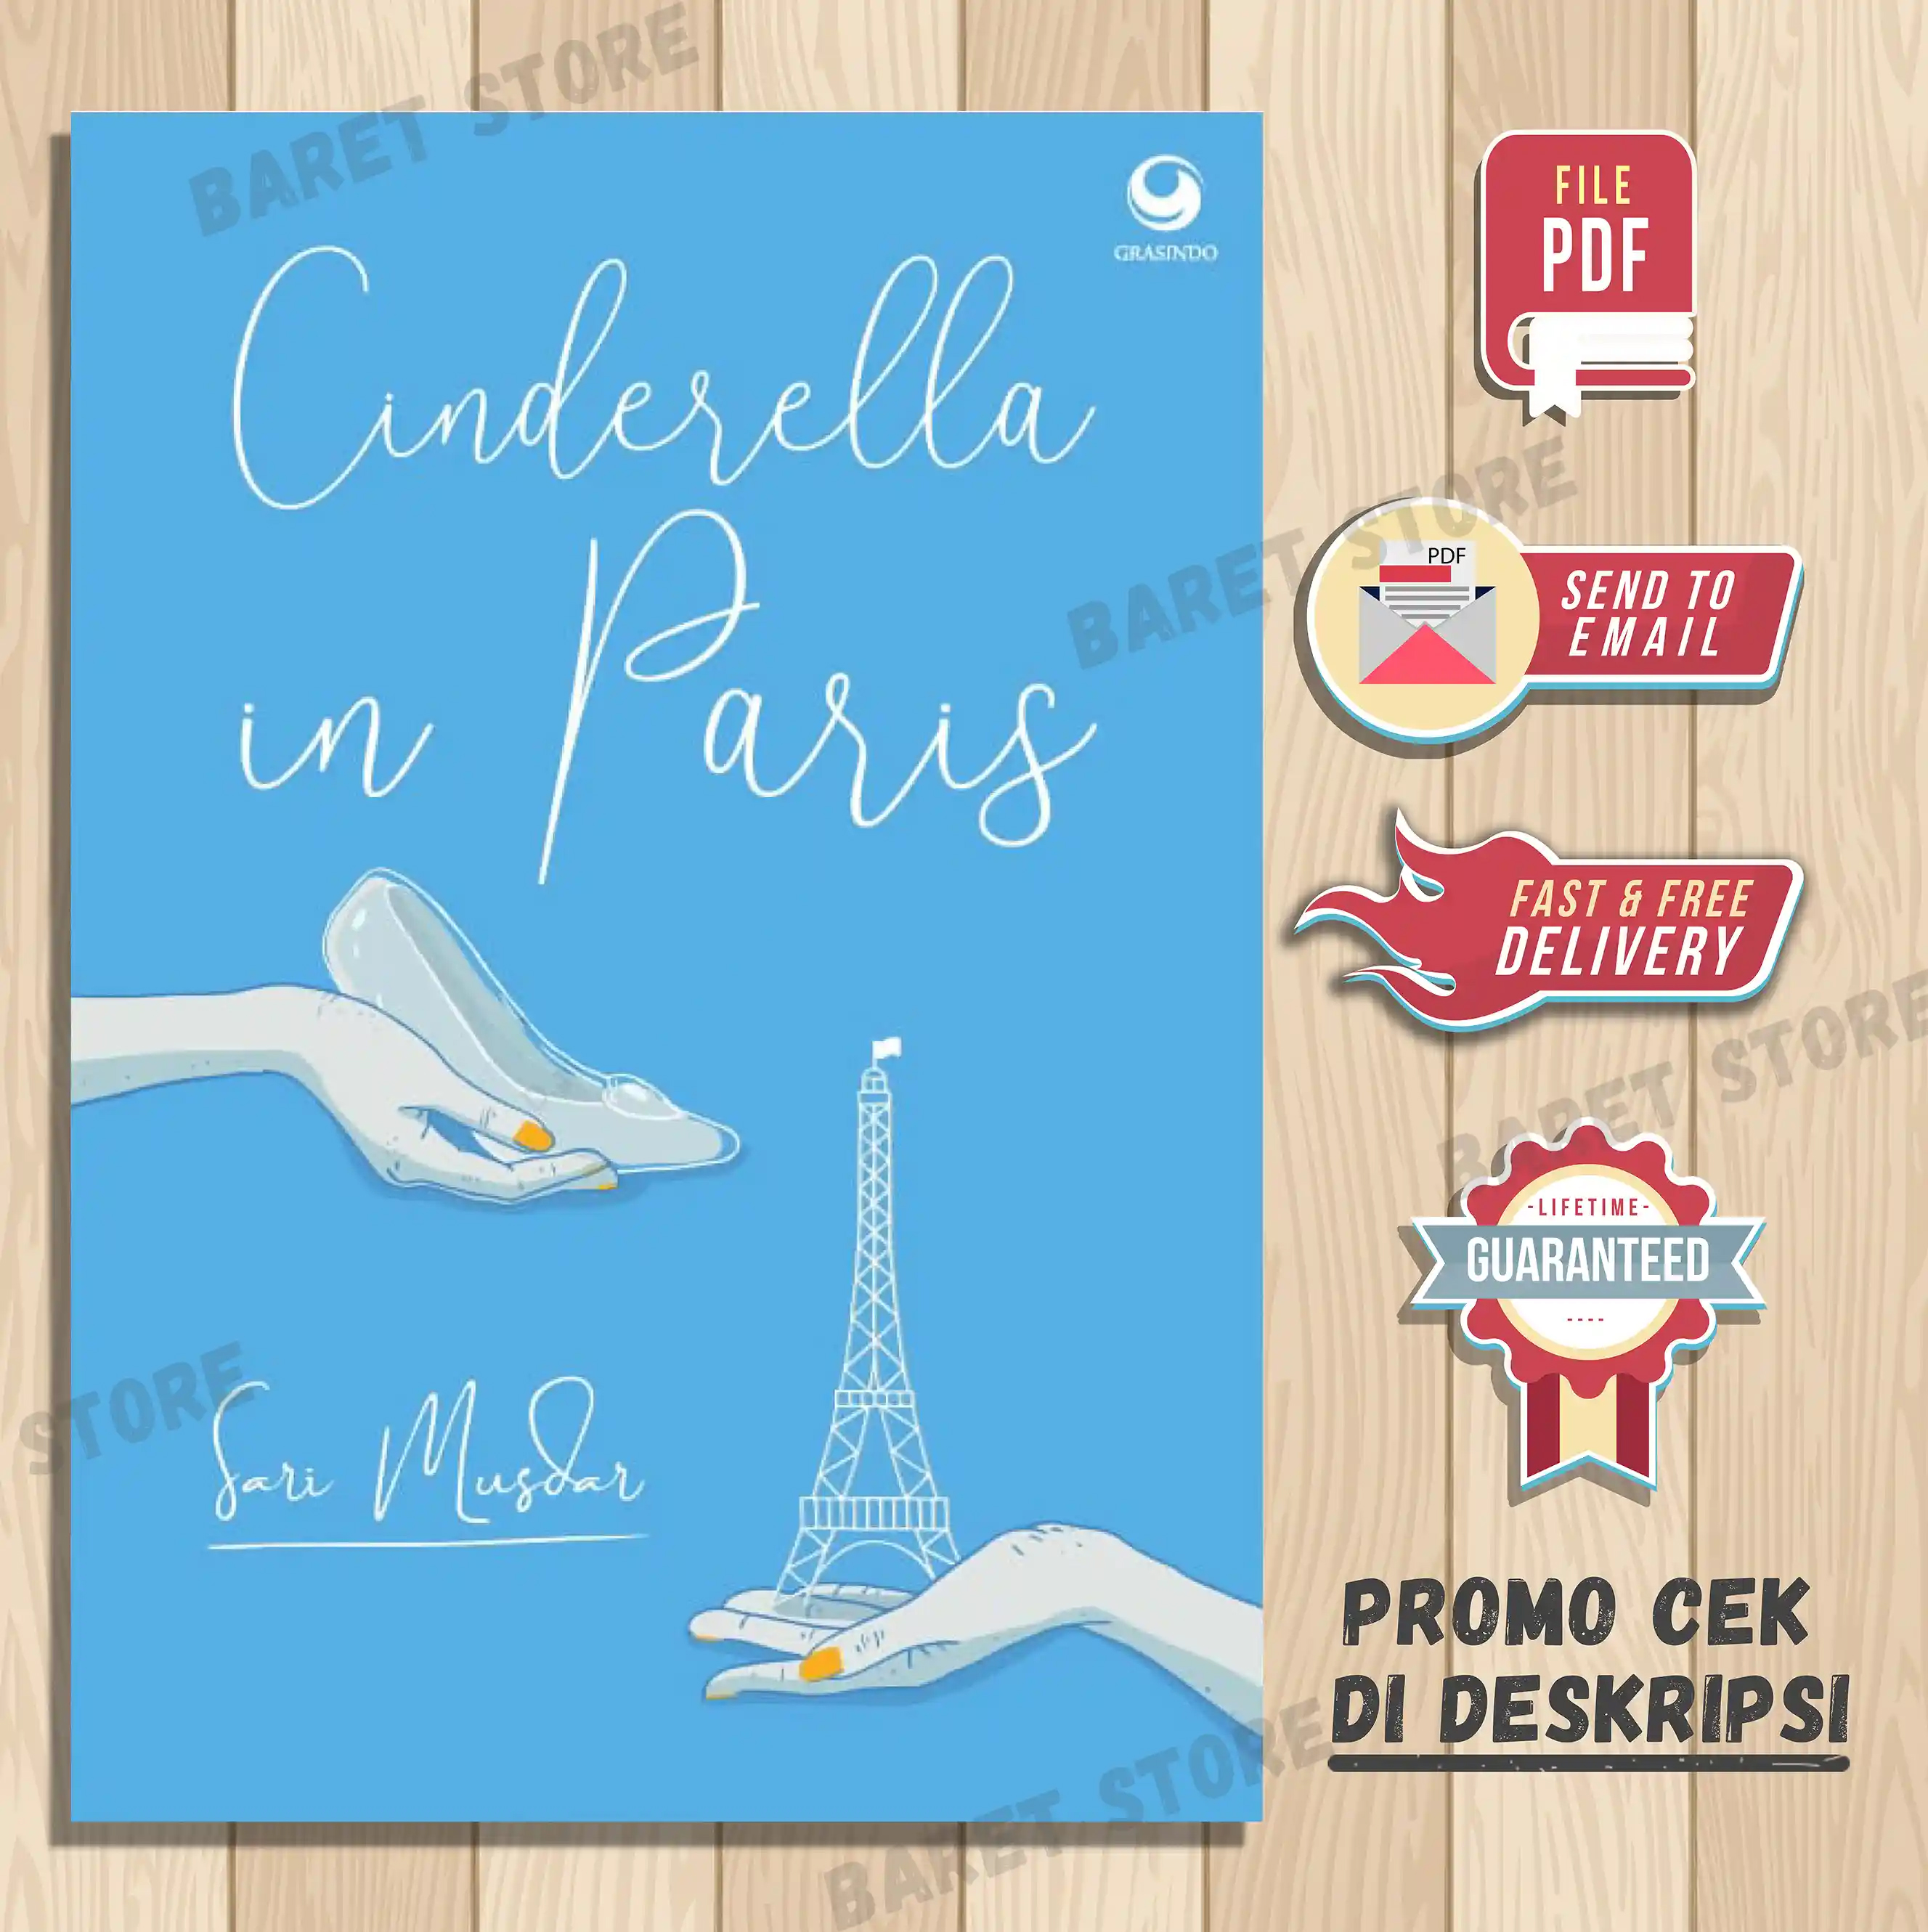 BARET STORE
GRASINDO
Cinderella
in Paris
Sari Musdar
FILE
PDF
BARET STORE
PDF
SEND TO
EMAIL
FAST & FREE
DELIVERY
BARET STORE
-LIFETIME-
GUARANTEED
----
STORE
PROMO CEK
DI DESKRIPSI
BARET STORE